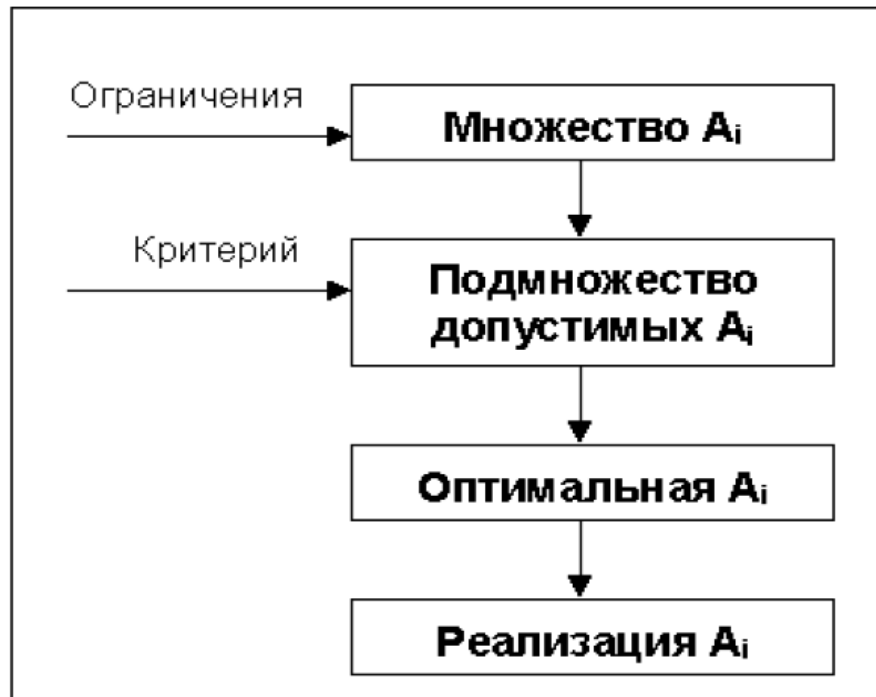 Ограничения
Множество Ai
Критерий
Подмножество
допустимых Ai
Оптимальная Ai
Реализация Ai